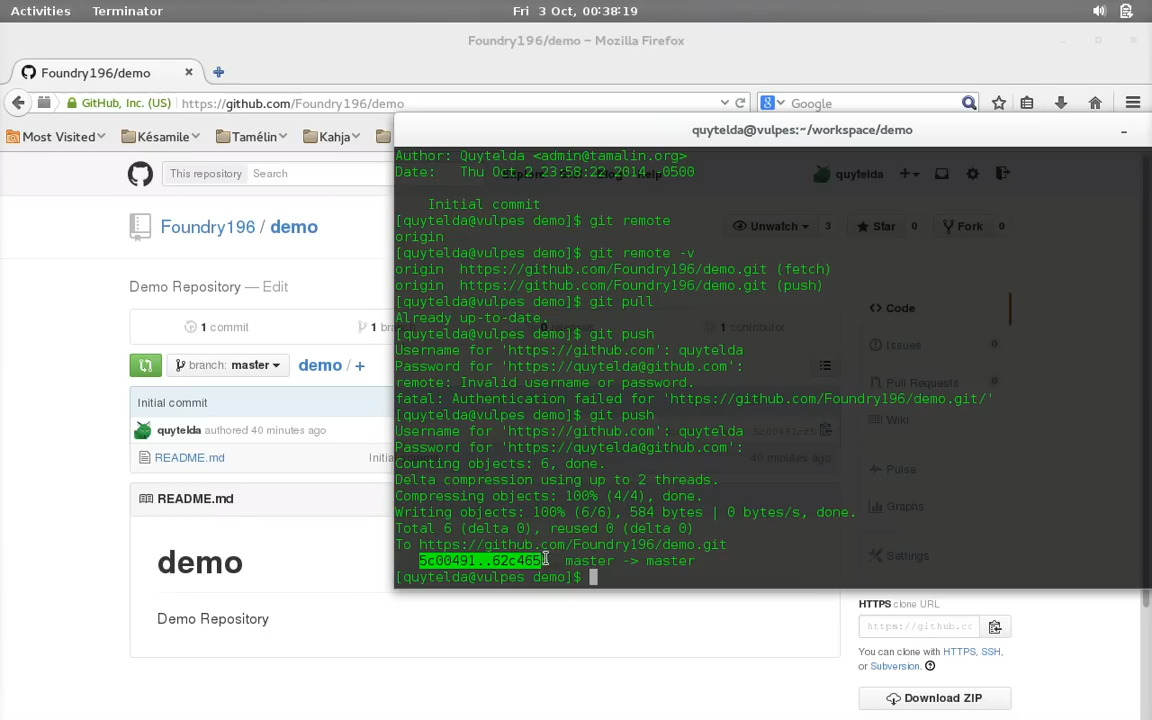 Activities Terminator Fri 3 Oct, 00:38:19
Foundry196/demo - Mozilla Firefox
Foundry196/demo
GitHub, Inc. (US) https://github.com/Foundry196/demo Google
Most Visited Késamile Tamélin Kahja
quytelda@vulpes:~/workspace/demo
Author: Quytelda <admin@tamalin.org>
Date:   Thu Oct 2 23:58:22 2014 -0500
This repository Search
quytelda
Initial commit
[quytelda@vulpes demo]$ git remote
Foundry196 / demo
Unwatch 3 Star 0 Fork 0
origin
[quytelda@vulpes demo]$ git remote -v
origin  https://github.com/Foundry196/demo.git (fetch)
origin  https://github.com/Foundry196/demo.git (push)
Demo Repository — Edit
[quytelda@vulpes demo]$ git pull
Code
Already up-to-date.
1 commit
1 contributor
[quytelda@vulpes demo]$ git push
Issues 0
Username for 'https://github.com': quytelda
Password for 'https://quytelda@github.com':
branch: master demo / +
remote: Invalid username or password.
Pull Requests 0
fatal: Authentication failed for 'https://github.com/Foundry196/demo.git/'
Initial commit
[quytelda@vulpes demo]$ git push
Wiki
Username for 'https://github.com': quytelda
quytelda authored 40 minutes ago
Password for 'https://quytelda@github.com':
README.md
40 minutes ago
Counting objects: 6, done.
Pulse
Delta compression using up to 2 threads.
Compressing objects: 100% (4/4), done.
README.md
Graphs
Writing objects: 100% (6/6), 584 bytes | 0 bytes/s, done.
Total 6 (delta 0), reused 0 (delta 0)
To https://github.com/Foundry196/demo.git
Settings
5c00491..62c465  master -> master
demo
[quytelda@vulpes demo]$
HTTPS clone URL
Demo Repository
You can clone with HTTPS, SSH,
or Subversion.
Download ZIP